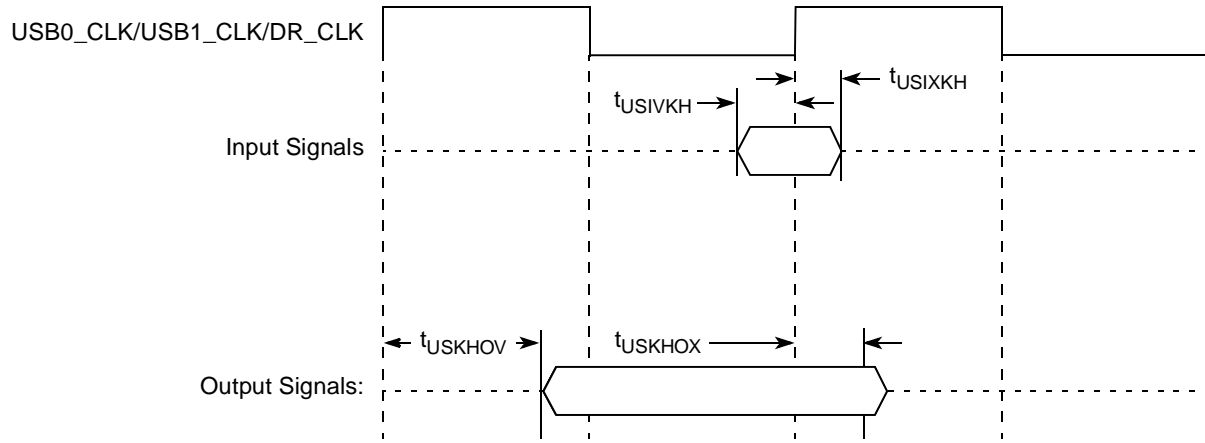 USB0_CLK/USB1_CLK/DR_CLK
tUSIXKH
tUSIVKH
Input Signals
tUSKHOV
tUSKHOX
Output Signals: